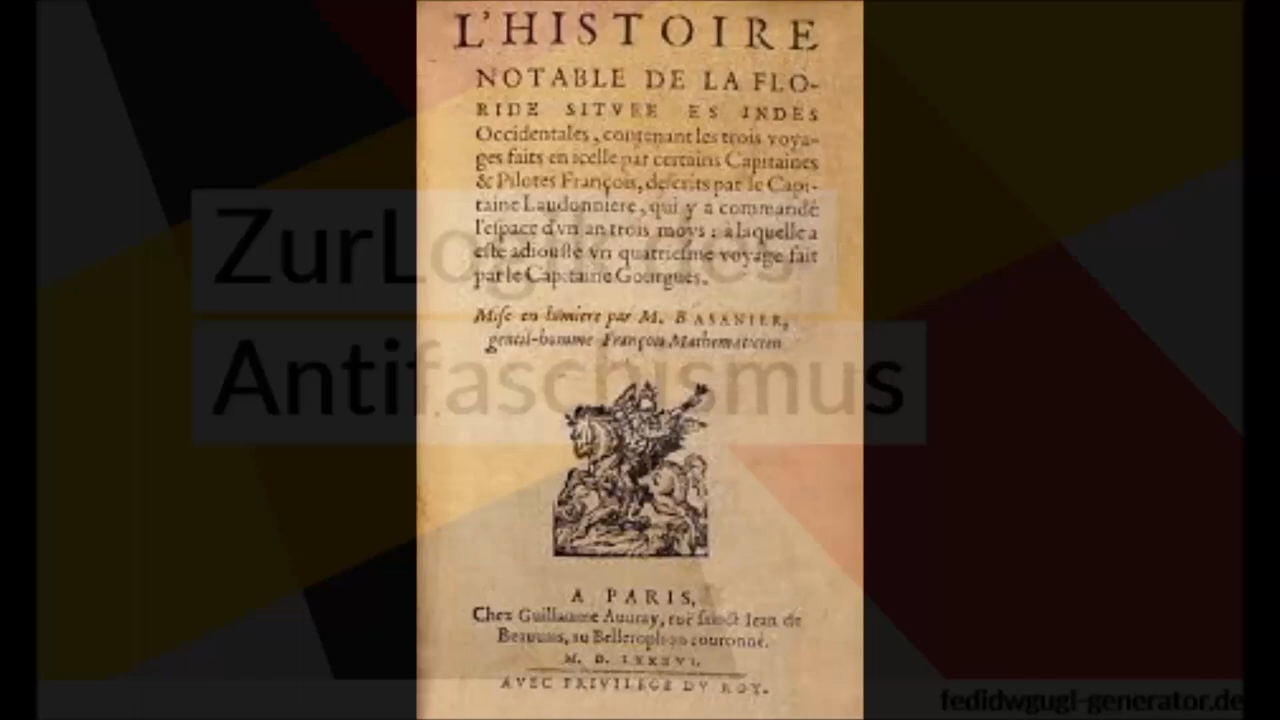 L'HISTOIRE
NOTABLE DE LA FLO-
RIDE SITVEE ES INDES
Occidentales, contenant les trois voya-
ges faits en icelle par certains Capitaines
& Pilotes François, descrits par le Capi-
taine Laudonniere, qui y a commandé
l'espace d'vn an trois moys : à laquelle a
esté adiousté vn quatriesme voyage fait
par le Capitaine Gourgues.
Mise en lumiere par M. BASANIER,
gentil-homme François Mathematicien
A PARIS,
Chez Guillaume Auuray, ruë sainct Iean de
Beauuais, au Bellerophon couronné.
M. D. LXXXVI.
AVEC PRIVILEGE DV ROY.
Zur Logik des
Antifaschismus
fedidwgugl-generator.de